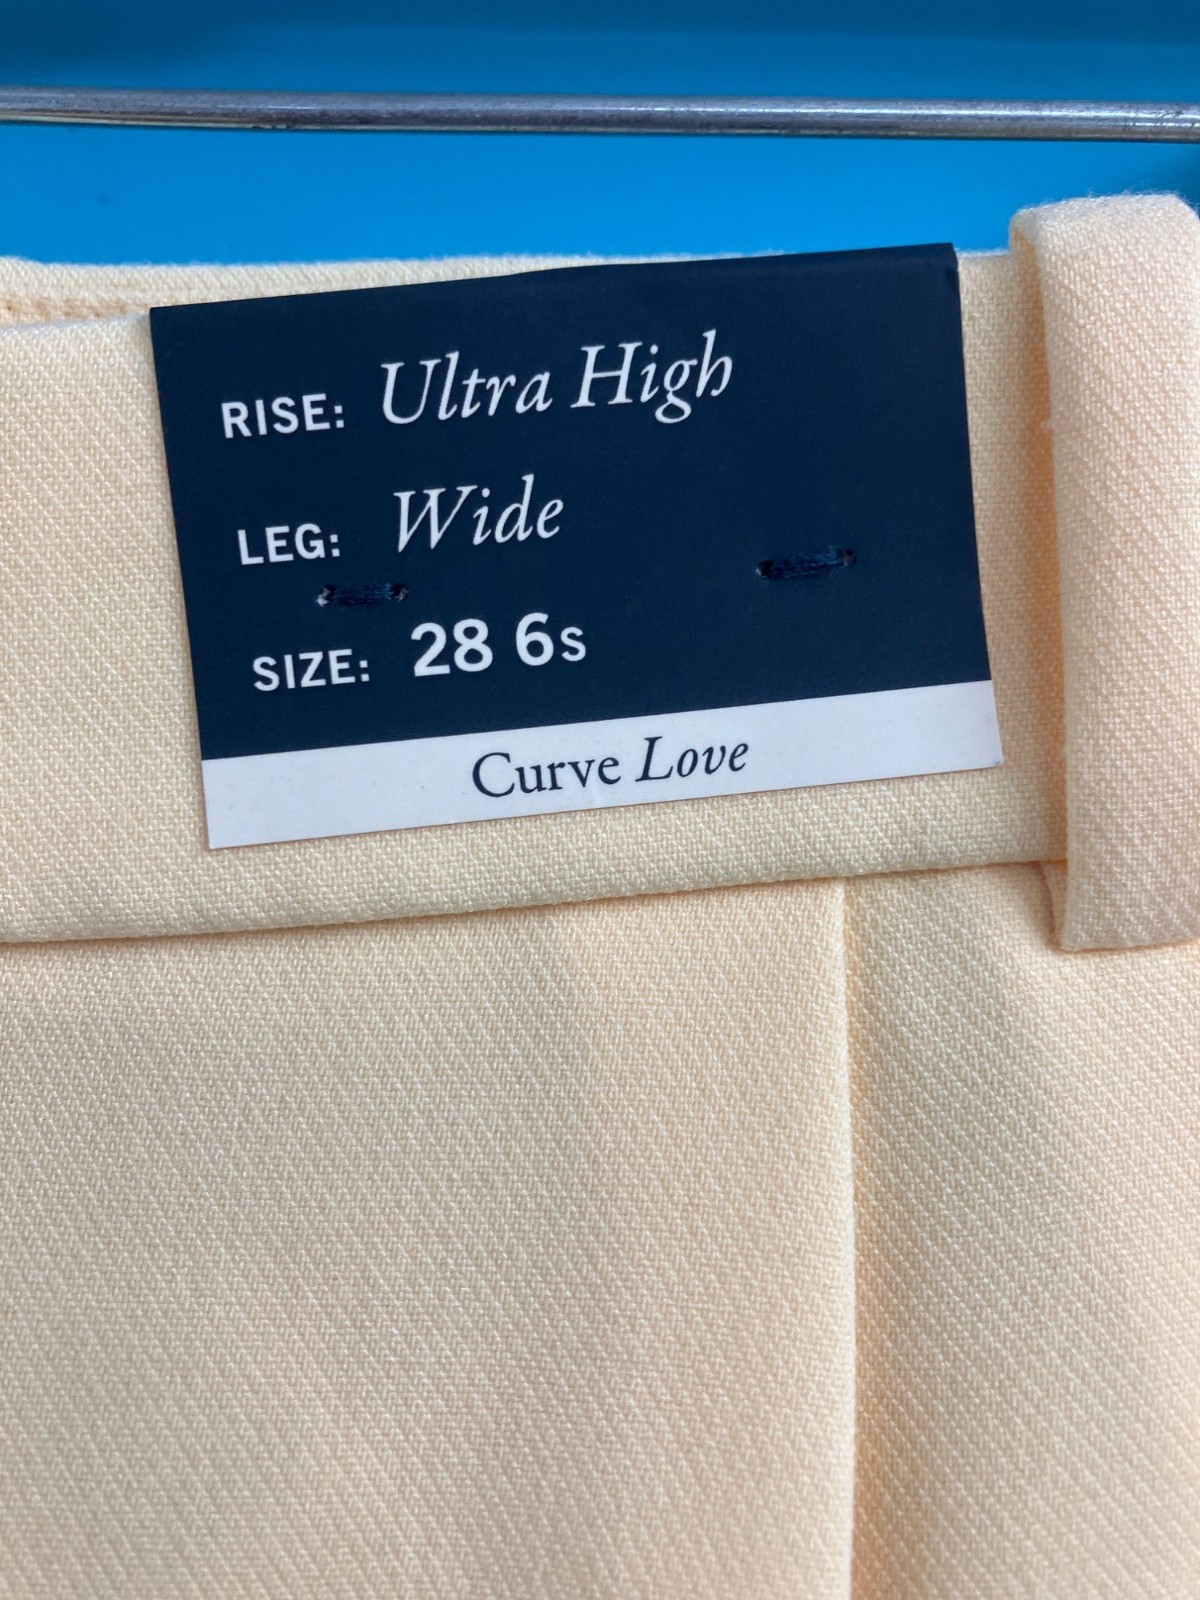 RISE: Ultra High
LEG: Wide
SIZE: 28 6s
Curve Love